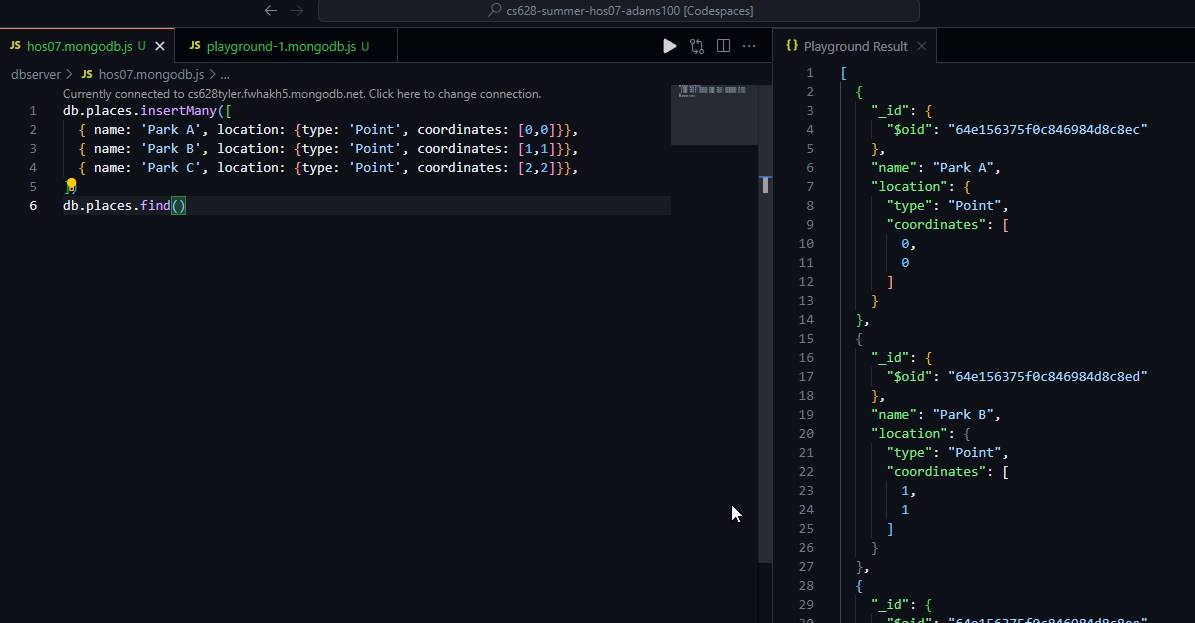 cs628-summer-hos07-adams100 [Codespaces]
JS hos07.mongodb.js U
JS playground-1.mongodb.js U
{} Playground Result
dbserver > JS hos07.mongodb.js > ...
Currently connected to cs628tyler.fwhakh5.mongodb.net. Click here to change connection.
1 db.places.insertMany([
2 { name: 'Park A', location: {type: 'Point', coordinates: [0,0]}},
3 { name: 'Park B', location: {type: 'Point', coordinates: [1,1]}},
4 { name: 'Park C', location: {type: 'Point', coordinates: [2,2]}},
5 ])
6 db.places.find()
1 [
2 {
3 "_id": {
4 "$oid": "64e156375f0c846984d8c8ec"
5 },
6 "name": "Park A",
7 "location": {
8 "type": "Point",
9 "coordinates": [
10 0,
11 0
12 ]
13 }
14 },
15 {
16 "_id": {
17 "$oid": "64e156375f0c846984d8c8ed"
18 },
19 "name": "Park B",
20 "location": {
21 "type": "Point",
22 "coordinates": [
23 1,
24 1
25 ]
26 }
27 },
28 {
29 "_id": {
30 "$oid": "64e156375f0c846984d8c8ee"